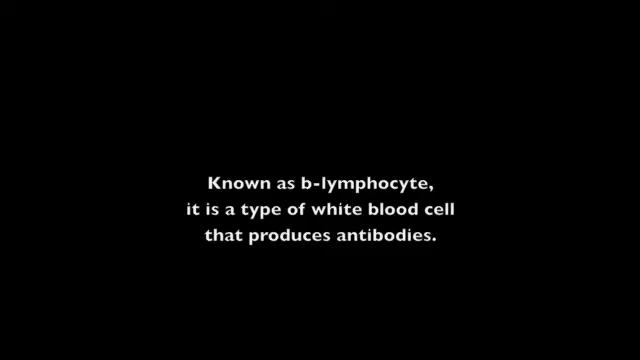 Known as b-lymphocyte,
it is a type of white blood cell
that produces antibodies.